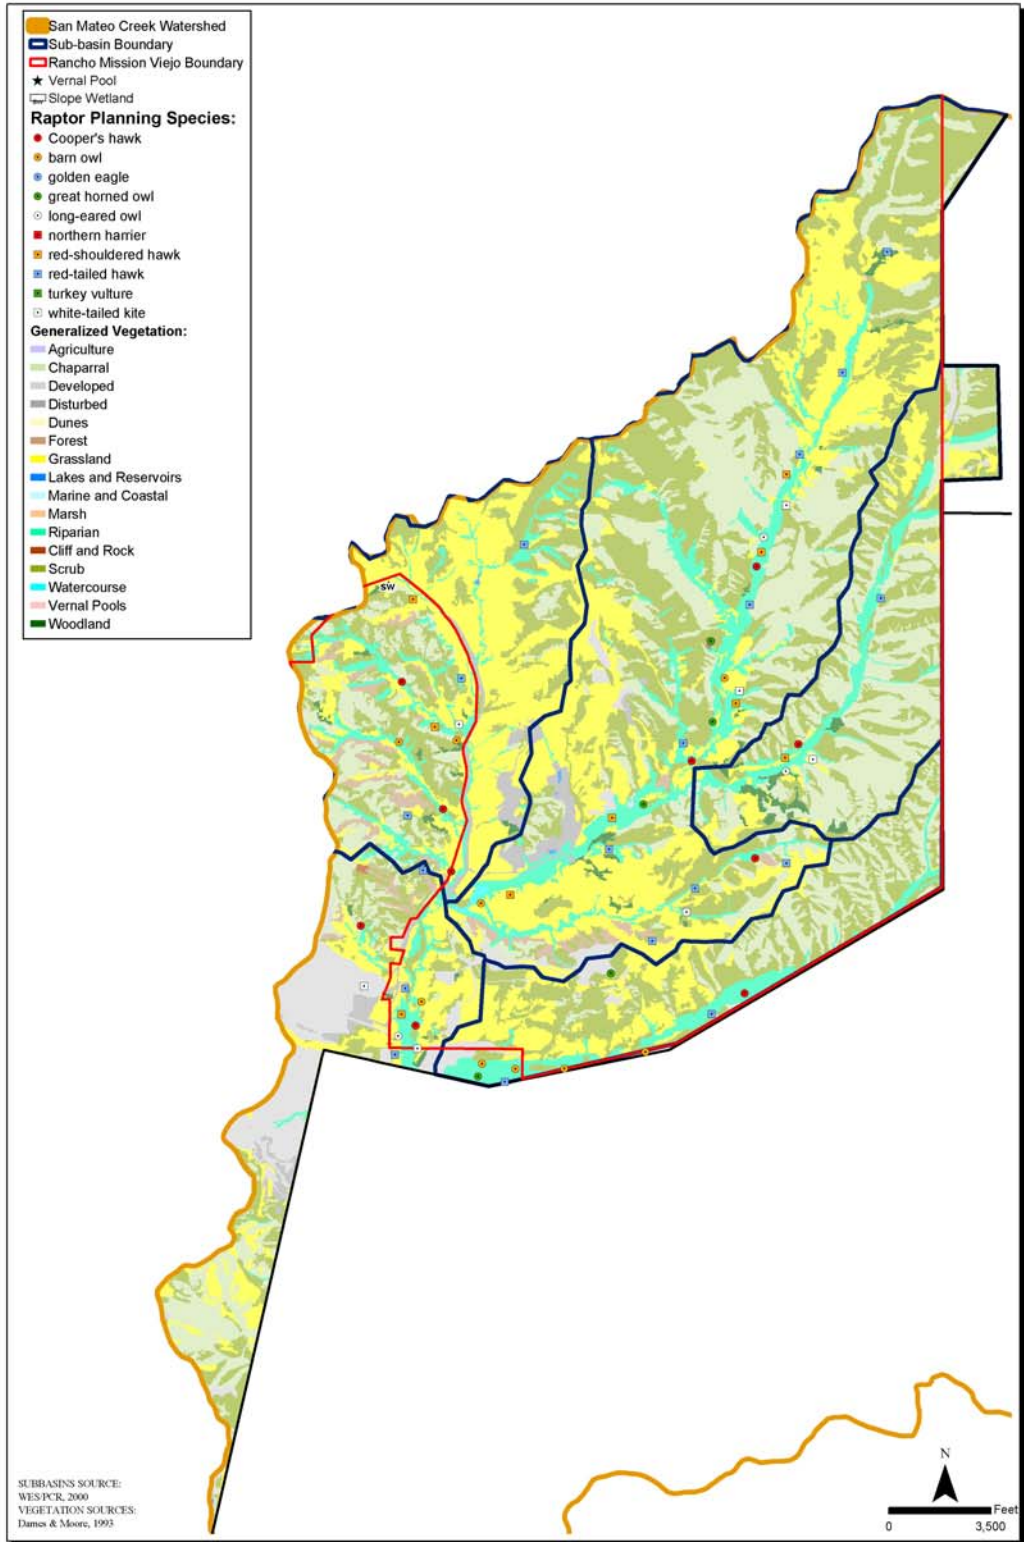 San Mateo Creek Watershed
Sub-basin Boundary
Rancho Mission Viejo Boundary
Vernal Pool
Slope Wetland
Raptor Planning Species:
Cooper's hawk
barn owl
golden eagle
great horned owl
long-eared owl
northern harrier
red-shouldered hawk
red-tailed hawk
turkey vulture
white-tailed kite
Generalized Vegetation:
Agriculture
Chaparral
Developed
Disturbed
Dunes
Forest
Grassland
Lakes and Reservoirs
Marine and Coastal
Marsh
Riparian
Cliff and Rock
Scrub
Watercourse
Vernal Pools
Woodland
SW
SUBBASINS SOURCE:
WES/PCR, 2000
VEGETATION SOURCES:
Dames & Moore, 1993
N
Feet
0 3,500